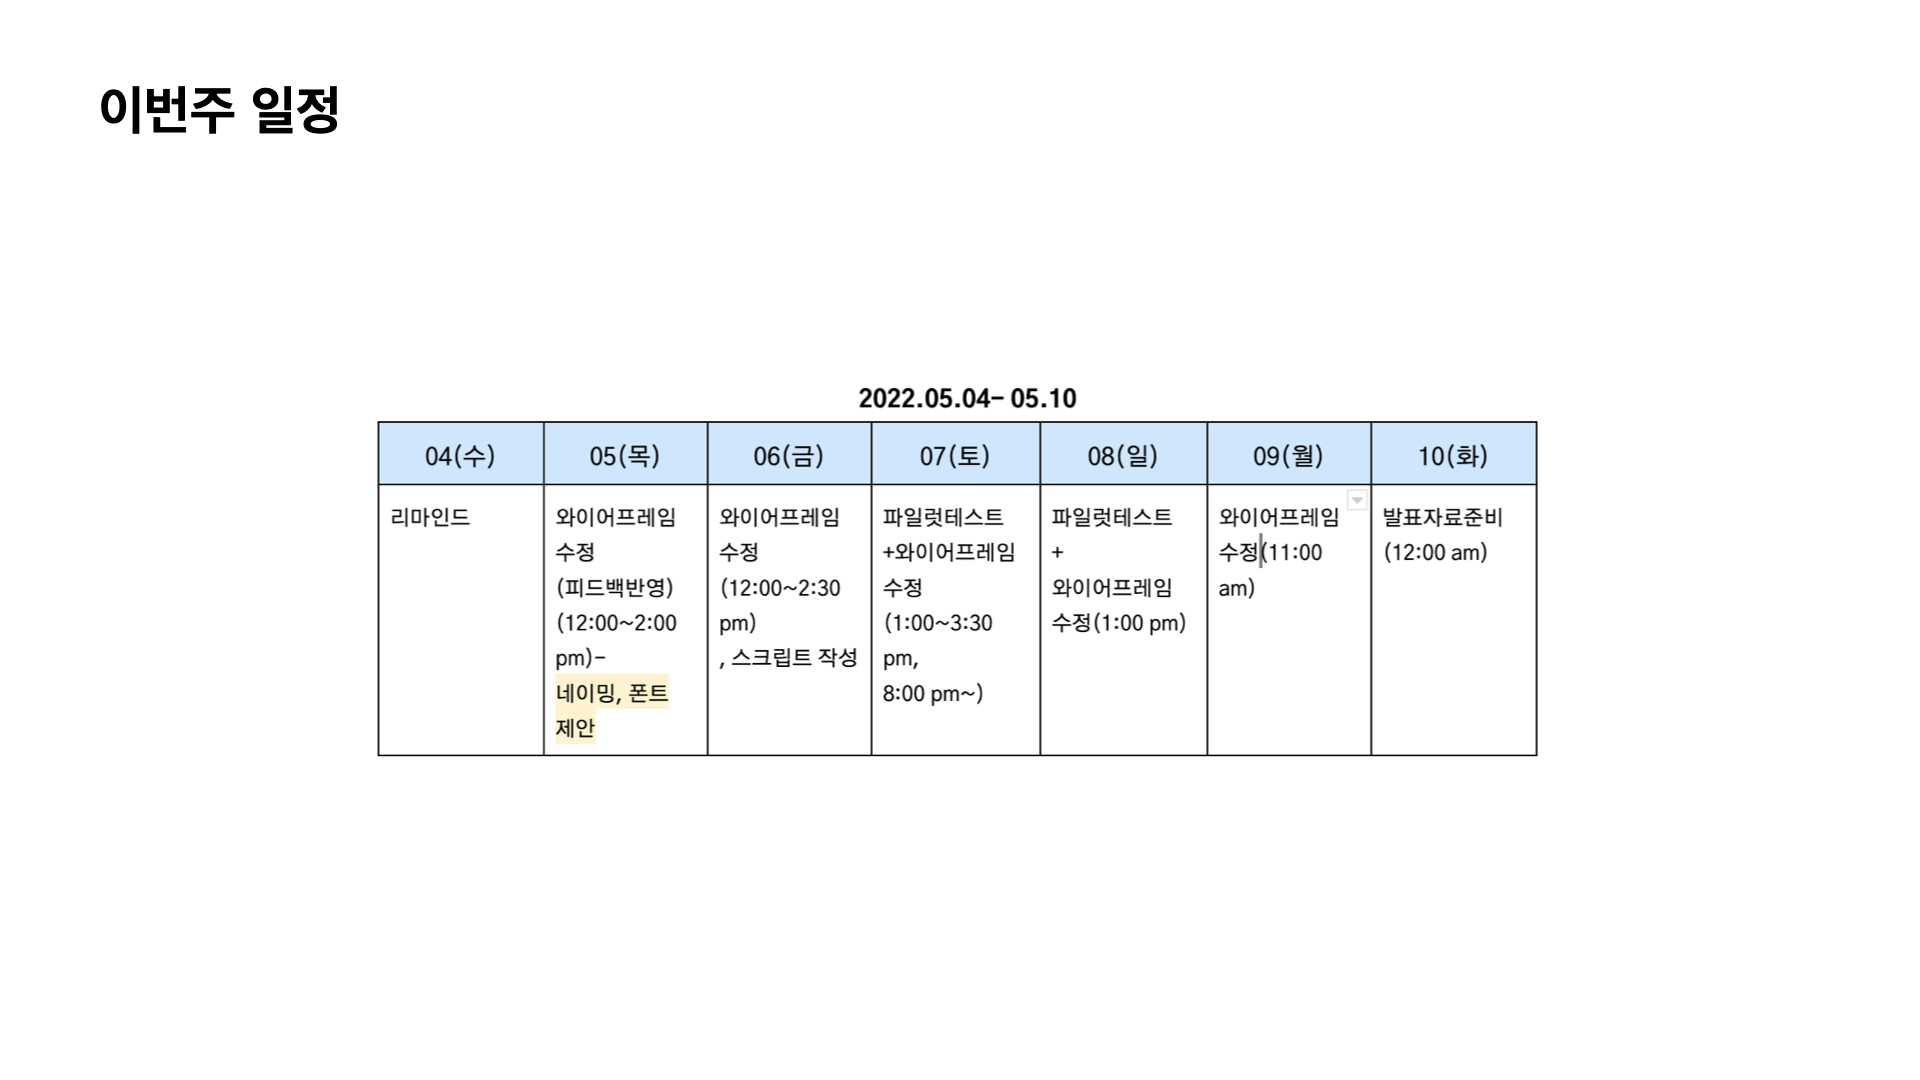 이번주 일정
2022.05.04- 05.10
04(수)
05(목)
06(금)
07(토)
08(일)
09(월)
10(화)
리마인드
와이어프레임
수정
(피드백반영)
(12:00~2:00
pm)-
네이밍, 폰트
제안
와이어프레임
수정
(12:00~2:30
pm)
, 스크립트 작성
파일럿테스트
+와이어프레임
수정
(1:00~3:30
pm,
8:00 pm~)
파일럿테스트
+
와이어프레임
수정(1:00 pm)
와이어프레임
수정(11:00
am)
발표자료준비
(12:00 am)